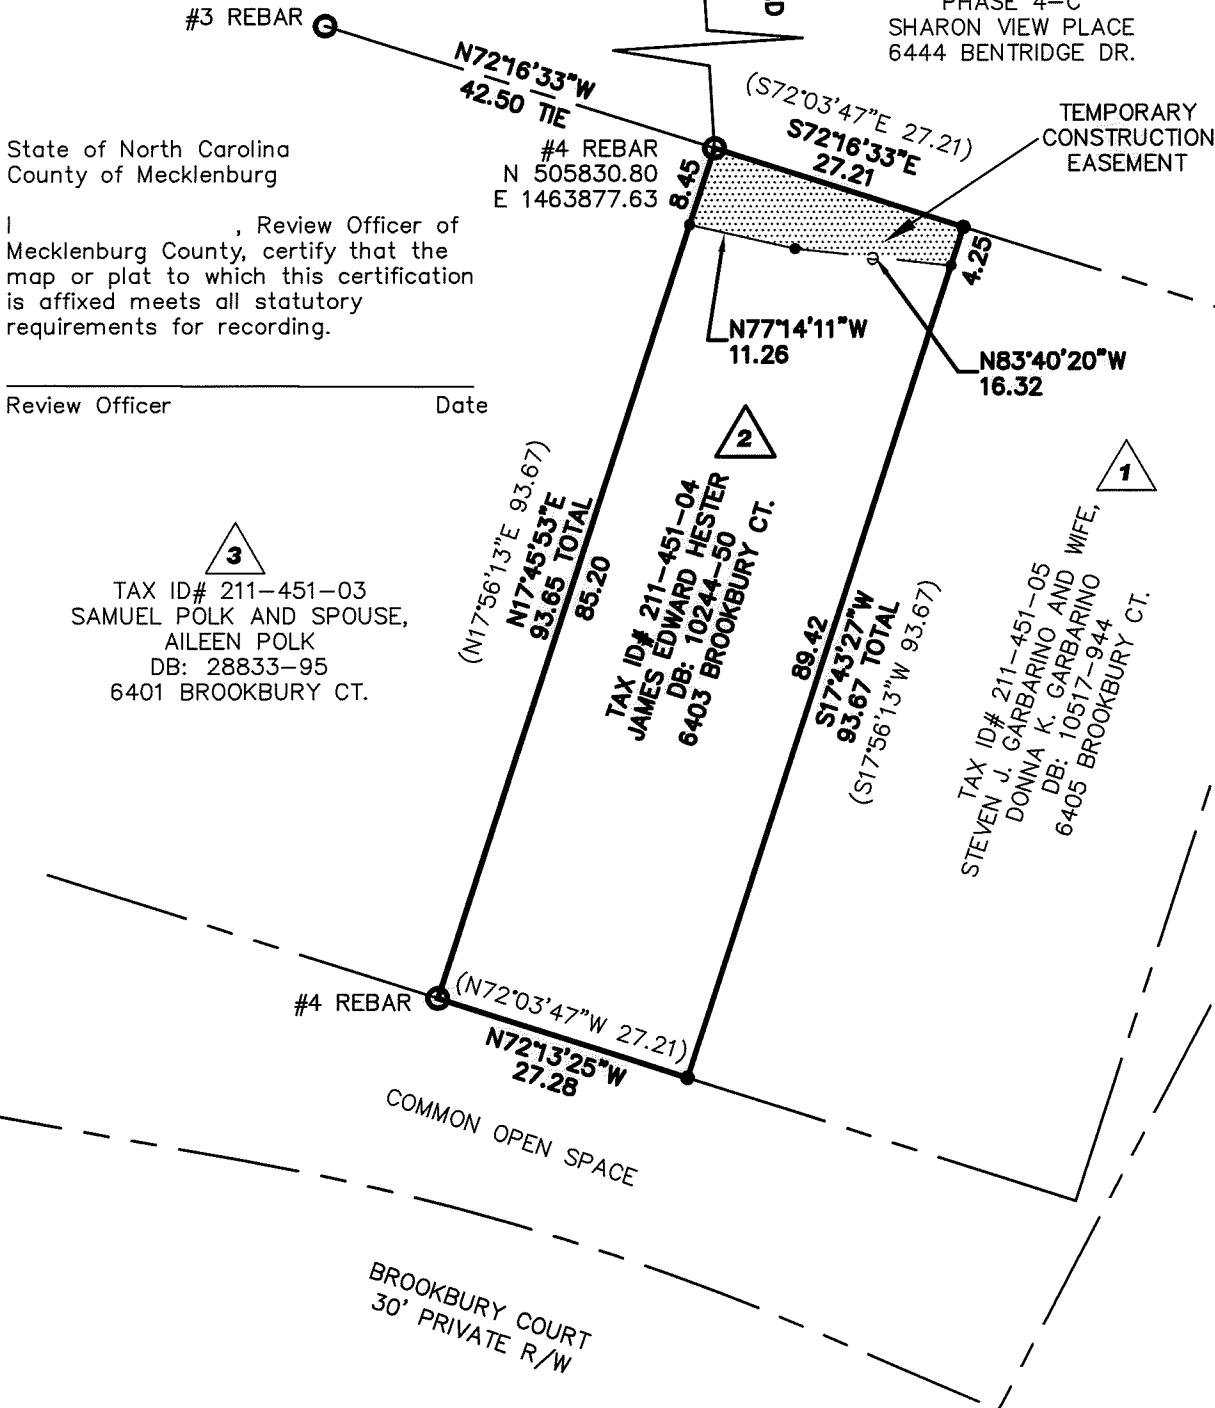 #3 REBAR
PHASE 4-C
SHARON VIEW PLACE
6444 BENTRIDGE DR.
N72°16'33"W
42.50 TIE
(S72°03'47"E 27.21)
S72°16'33"E
27.21
TEMPORARY
CONSTRUCTION
EASEMENT
State of North Carolina
County of Mecklenburg
#4 REBAR
N 505830.80
E 1463877.63
8.45
4.25
I , Review Officer of
Mecklenburg County, certify that the
map or plat to which this certification
is affixed meets all statutory
requirements for recording.
N77°14'11"W
11.26
N83°40'20"W
16.32
Review Officer Date
2
TAX ID# 211-451-04
JAMES EDWARD HESTER
DB: 10244-50
6403 BROOKBURY CT.
1
TAX ID# 211-451-05
STEVEN J. GARBARINO AND WIFE,
DONNA K. GARBARINO
DB: 10517-944
6405 BROOKBURY CT.
3
TAX ID# 211-451-03
SAMUEL POLK AND SPOUSE,
AILEEN POLK
DB: 28833-95
6401 BROOKBURY CT.
(N17°56'13"E 93.67)
N17°45'53"E
93.65 TOTAL
85.20
89.42
S17°43'27"W
93.67 TOTAL
(S17°56'13"W 93.67)
#4 REBAR
(N72°03'47"W 27.21)
N72°13'25"W
27.28
COMMON OPEN SPACE
BROOKBURY COURT
30' PRIVATE R/W